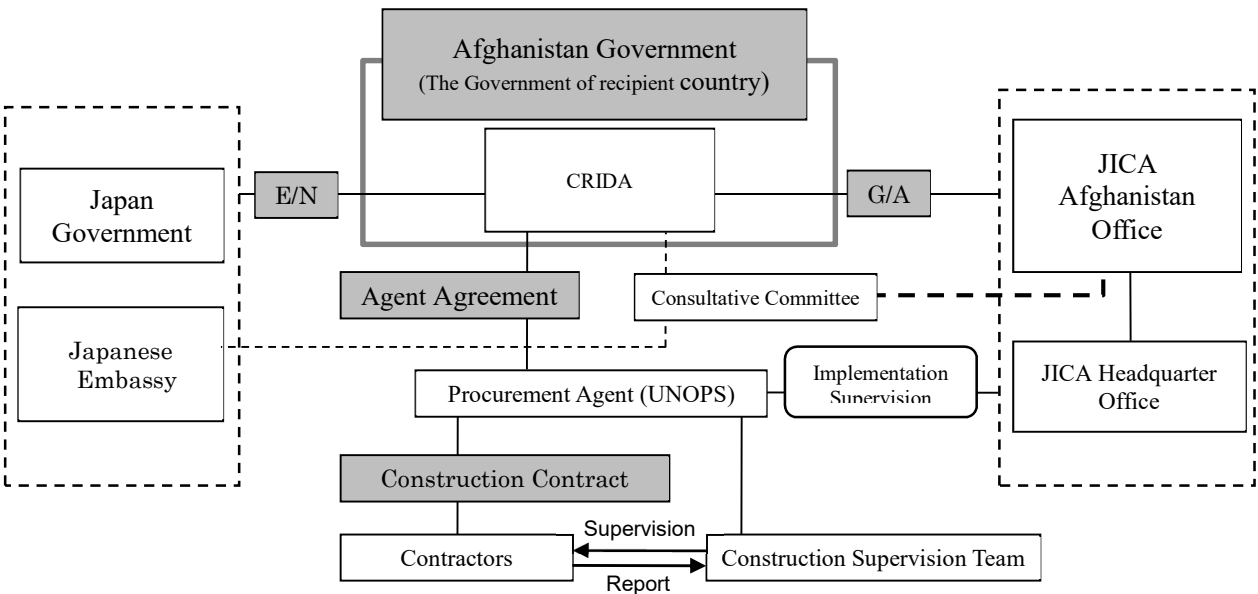 Afghanistan Government
(The Government of recipient country)
CRIDA
Japan
Government
E/N
G/A
JICA
Afghanistan
Office
Agent Agreement
Consultative Committee
Japanese
Embassy
Procurement Agent (UNOPS)
Implementation
Supervision
JICA Headquarter
Office
Construction Contract
Supervision
Contractors
Construction Supervision Team
Report